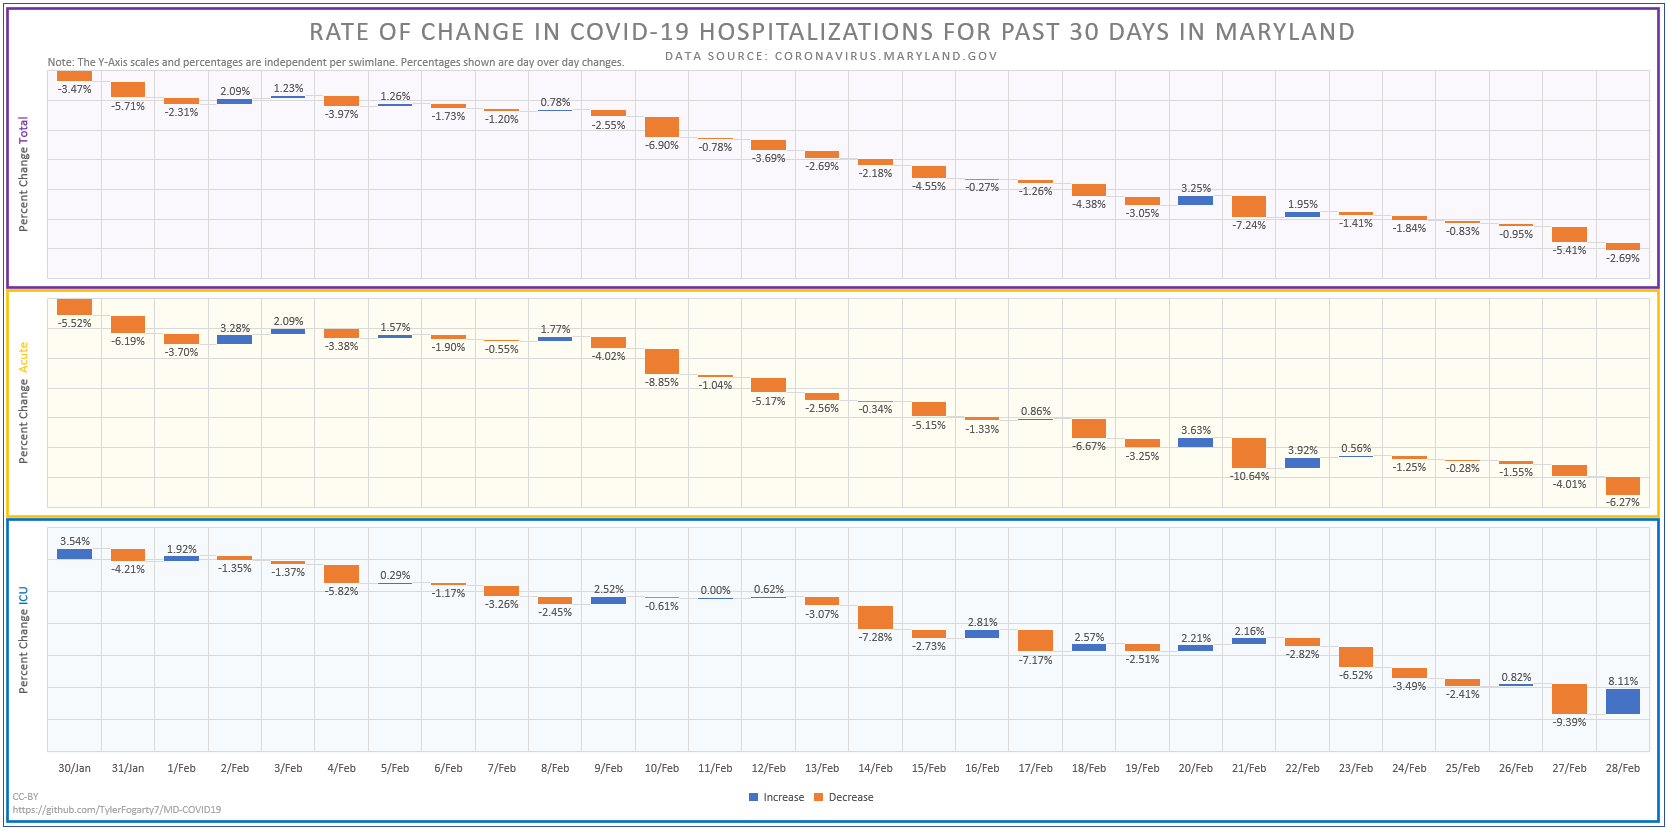 RATE OF CHANGE IN COVID-19 HOSPITALIZATIONS FOR PAST 30 DAYS IN MARYLAND
DATA SOURCE: CORONAVIRUS.MARYLAND.GOV
Note: The Y-Axis scales and percentages are independent per swimlane. Percentages shown are day over day changes.
Percent Change Total
-3.47% -5.71% -2.31% 2.09% 1.23% -3.97% 1.26% -1.73% -1.20% 0.78% -2.55% -6.90% -0.78% -3.69% -2.69% -2.18% -4.55% -0.27% -1.26% -4.38% -3.05% 3.25% -7.24% 1.95% -1.41% -1.84% -0.83% -0.95% -5.41% -2.69%
Percent Change Acute
-5.52% -6.19% -3.70% 3.28% 2.09% -3.38% 1.57% -1.90% -0.55% 1.77% -4.02% -8.85% -1.04% -5.17% -2.56% -0.34% -5.15% -1.33% 0.86% -6.67% -3.25% 3.63% -10.64% 3.92% 0.56% -1.25% -0.28% -1.55% -4.01% -6.27%
Percent Change ICU
3.54% -4.21% 1.92% -1.35% -1.37% -5.82% 0.29% -1.17% -3.26% -2.45% 2.52% -0.61% 0.00% 0.62% -3.07% -7.28% -2.73% 2.81% -7.17% 2.57% -2.51% 2.21% 2.16% -2.82% -6.52% -3.49% -2.41% 0.82% -9.39% 8.11%
30/Jan 31/Jan 1/Feb 2/Feb 3/Feb 4/Feb 5/Feb 6/Feb 7/Feb 8/Feb 9/Feb 10/Feb 11/Feb 12/Feb 13/Feb 14/Feb 15/Feb 16/Feb 17/Feb 18/Feb 19/Feb 20/Feb 21/Feb 22/Feb 23/Feb 24/Feb 25/Feb 26/Feb 27/Feb 28/Feb
Increase Decrease
CC-BY
https://github.com/TylerFogarty7/MD-COVID19